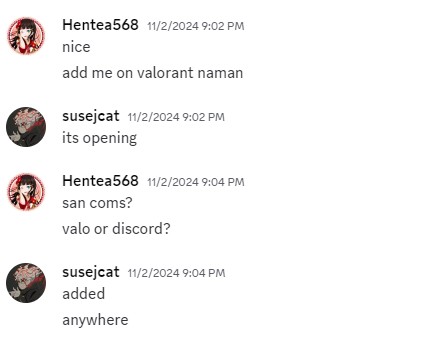 Hentea568 11/2/2024 9:02 PM
nice
add me on valorant naman
susejcat 11/2/2024 9:02 PM
its opening
Hentea568 11/2/2024 9:04 PM
san coms?
valo or discord?
susejcat 11/2/2024 9:04 PM
added
anywhere